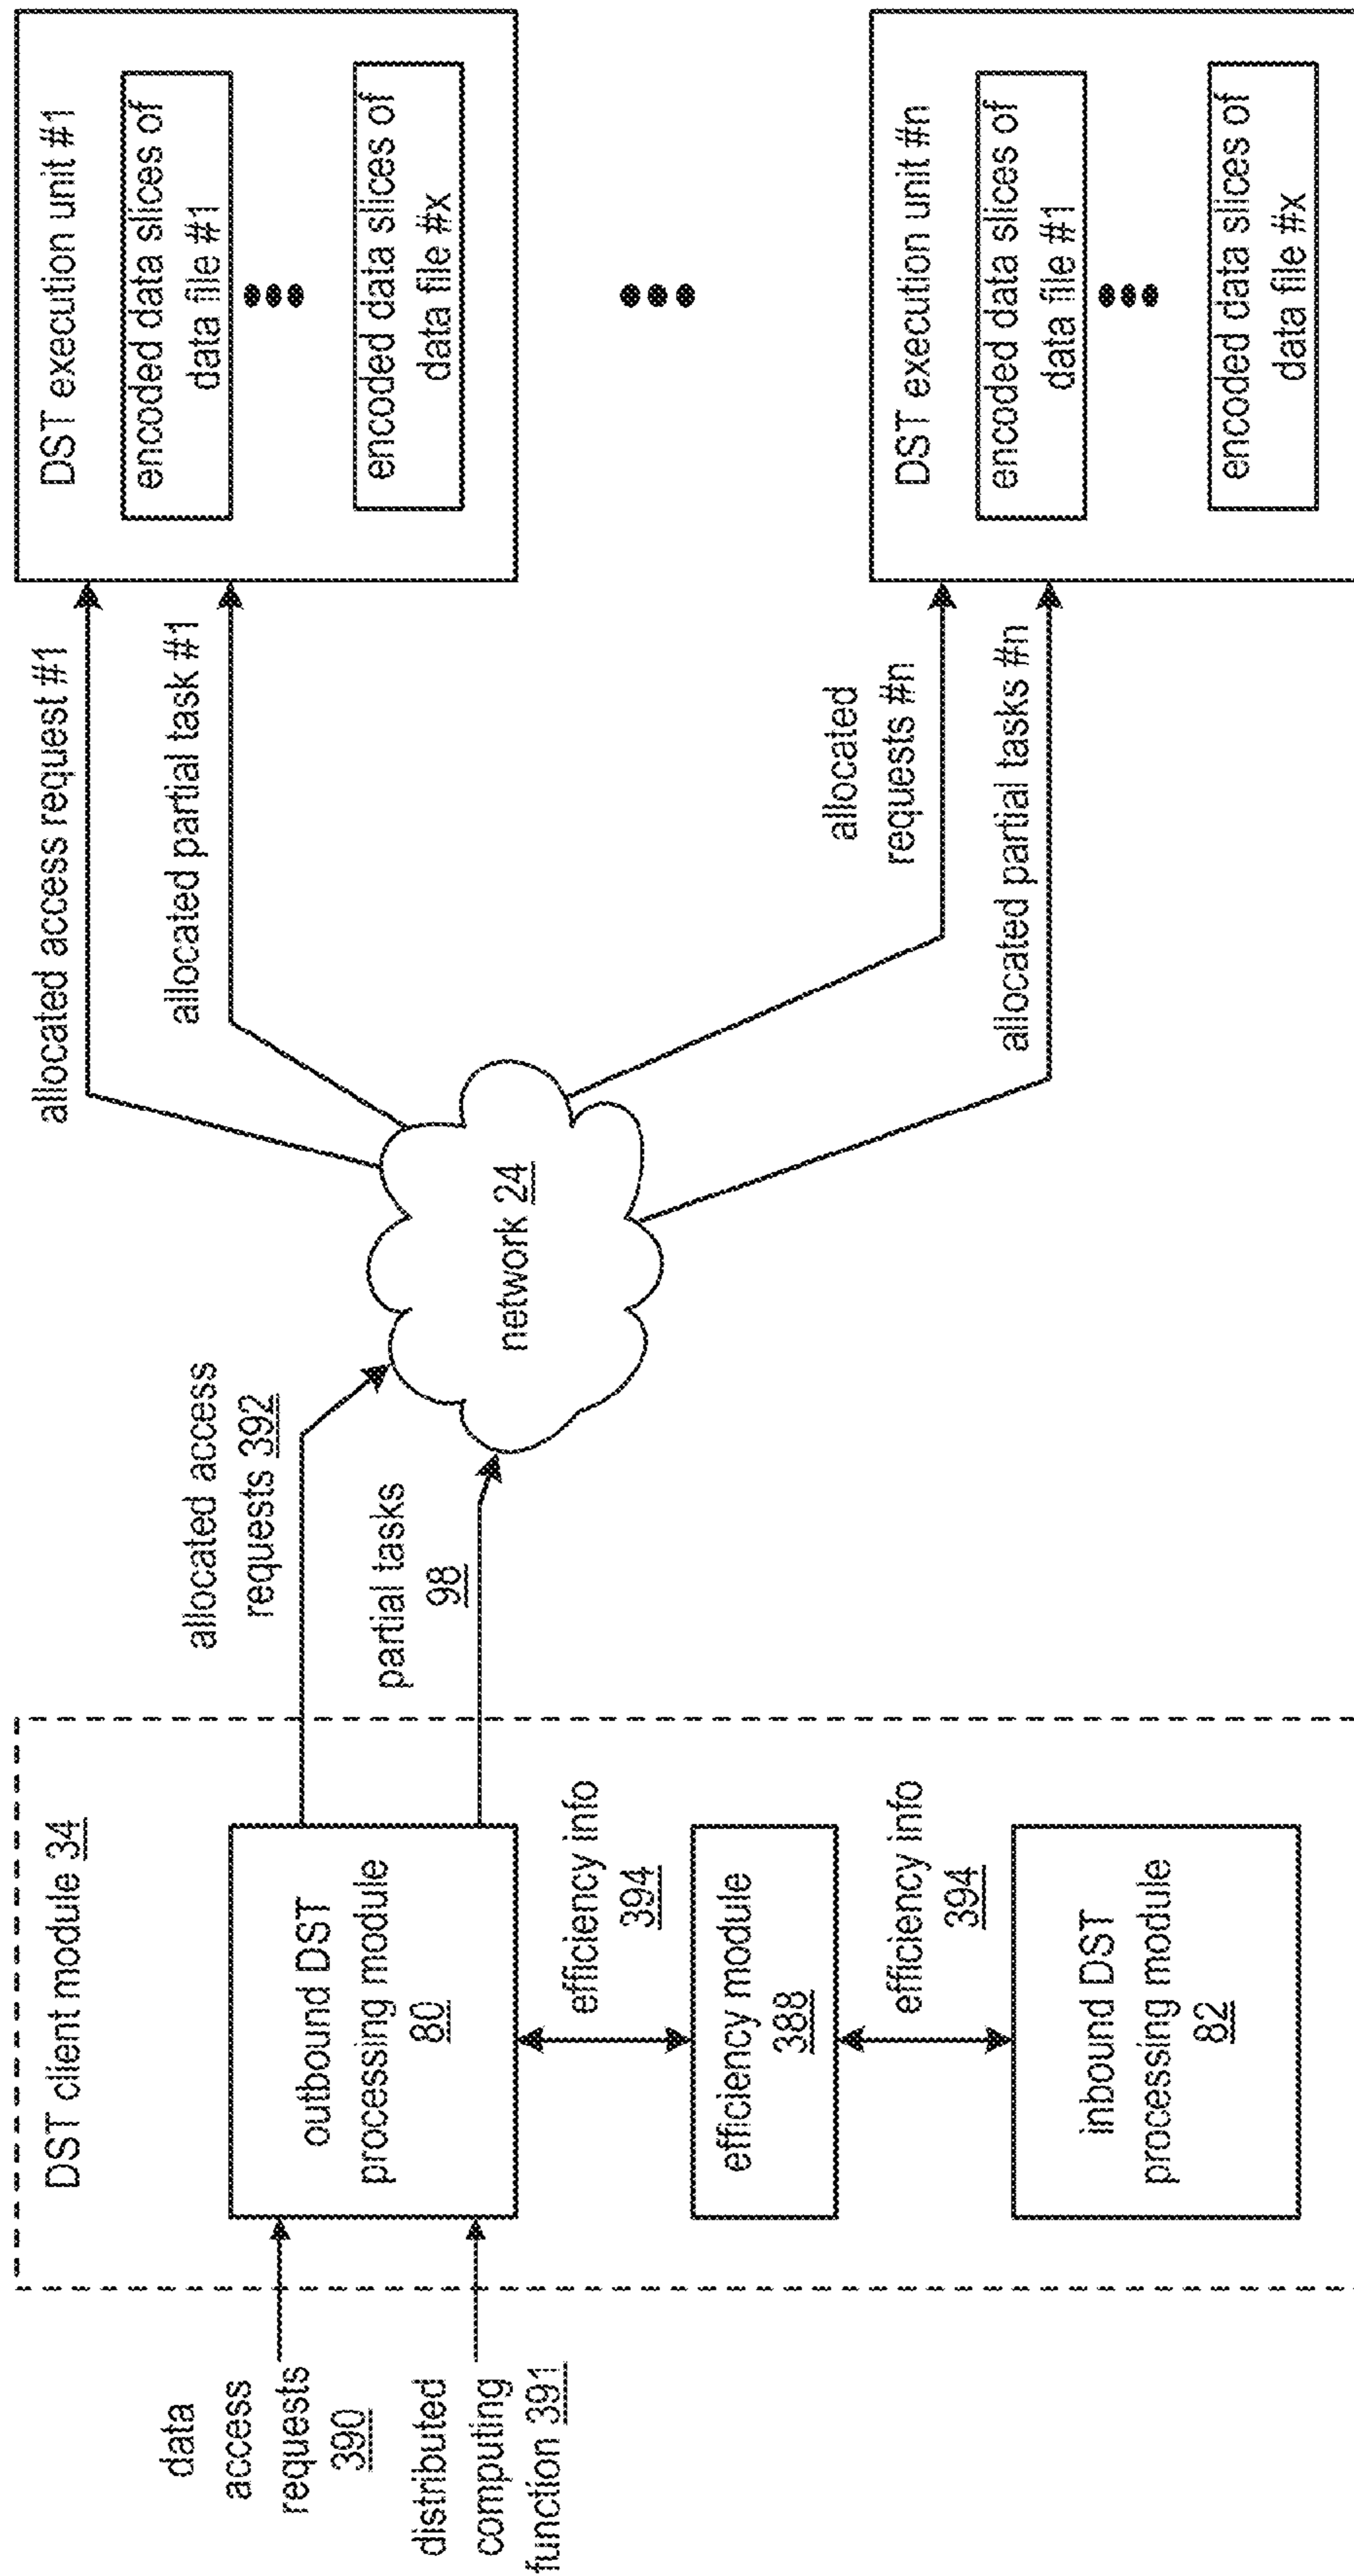 data
access
requests
390
distributed
computing
function 391
DST client module 34
outbound DST
processing module
80
efficiency info
394
efficiency module
388
efficiency info
394
inbound DST
processing module
82
allocated access
requests 392
partial tasks
98
network 24
allocated access request #1
allocated partial task #1
allocated
requests #n
allocated partial tasks #n
DST execution unit #1
encoded data slices of
data file #1
encoded data slices of
data file #x
DST execution unit #n
encoded data slices of
data file #1
encoded data slices of
data file #x